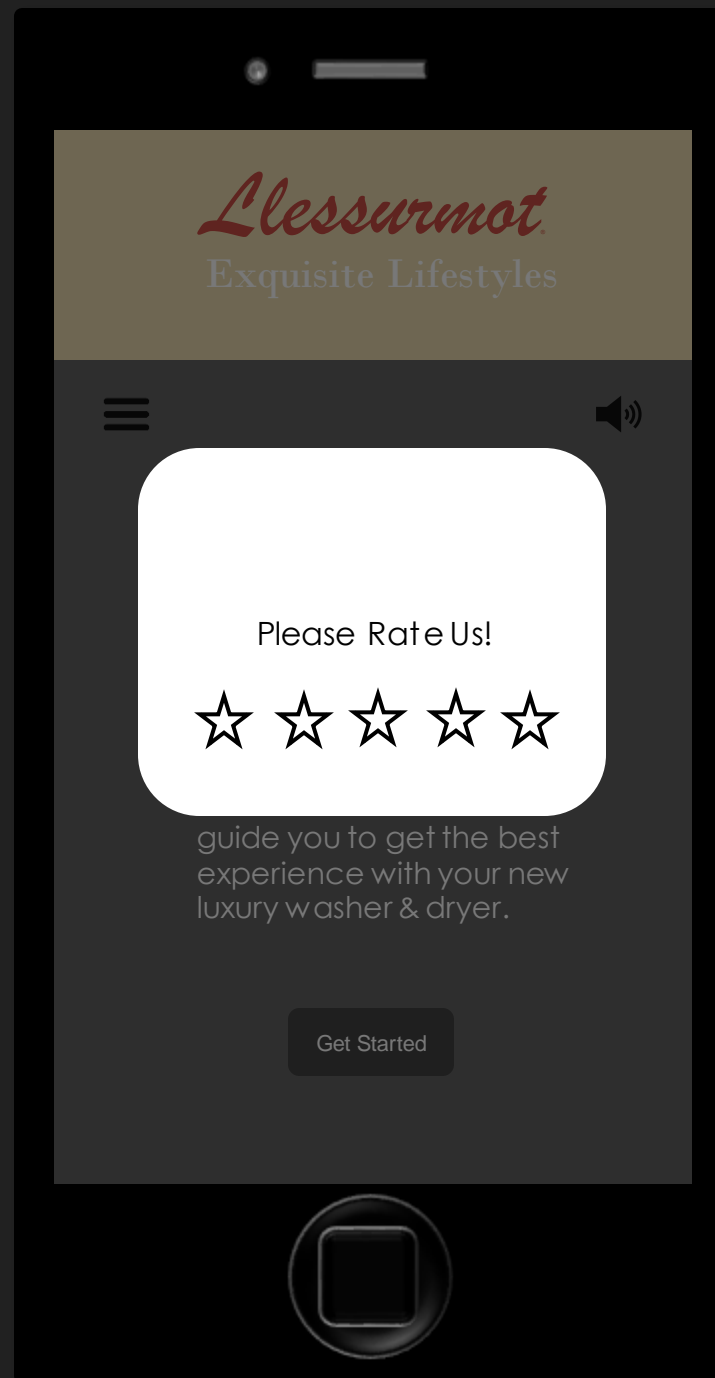 Llessurmot
Exquisite Lifestyles
Please Rate Us!
guide you to get the best
experience with your new
luxury washer & dryer.
Get Started